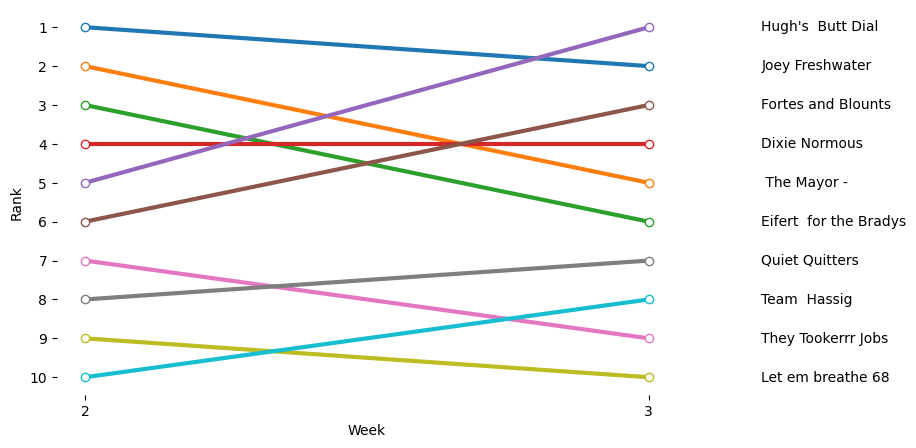 1 Hugh's  Butt Dial
2 Joey Freshwater
3 Fortes and Blounts
4 Dixie Normous
5 The Mayor -
6 Eifert  for the Bradys
7 Quiet Quitters
8 Team  Hassig
9 They Tookerrr Jobs
10 Let em breathe 68
Rank
2 3
Week